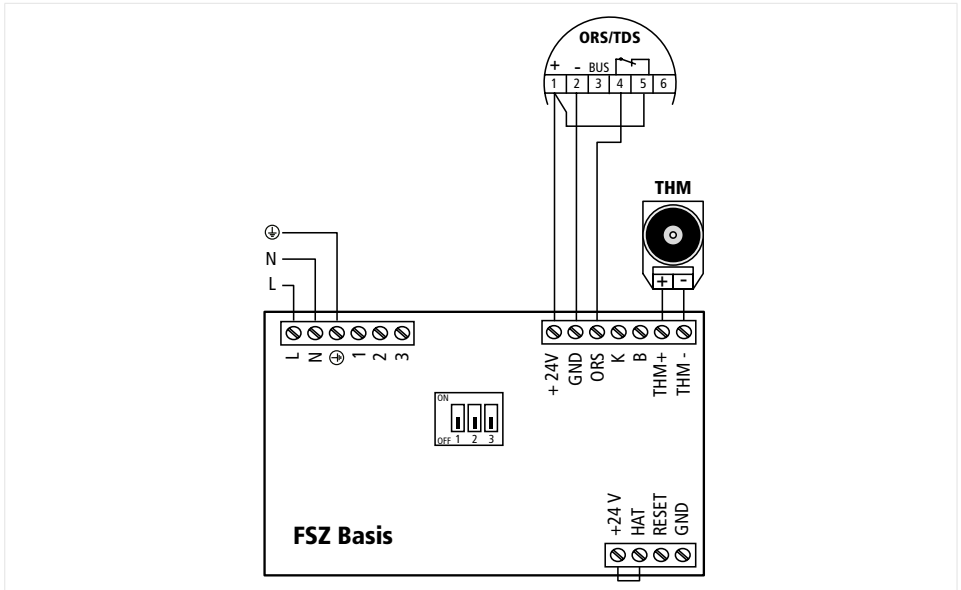 ORS/TDS
+ - BUS
1 2 3 4 5 6
THM
+ -
N
L
L N 1 2 3
+ 24V GND ORS K B THM+ THM -
ON
OFF 1 2 3
FSZ Basis
+24 V HAT RESET GND